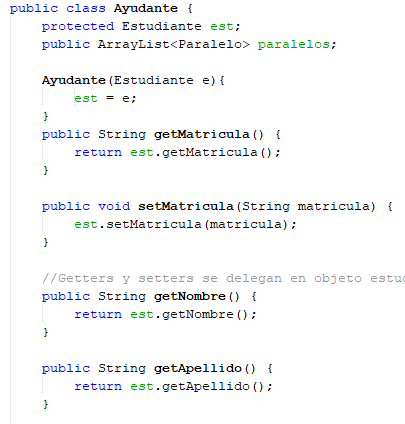 public class Ayudante {
protected Estudiante est;
public ArrayList<Paralelo> paralelos;
Ayudante(Estudiante e){
est = e;
}
public String getMatricula() {
return est.getMatricula();
}
public void setMatricula(String matricula) {
est.setMatricula(matricula);
}
//Getters y setters se delegan en objeto
public String getNombre() {
return est.getNombre();
}
public String getApellido() {
return est.getApellido();
}